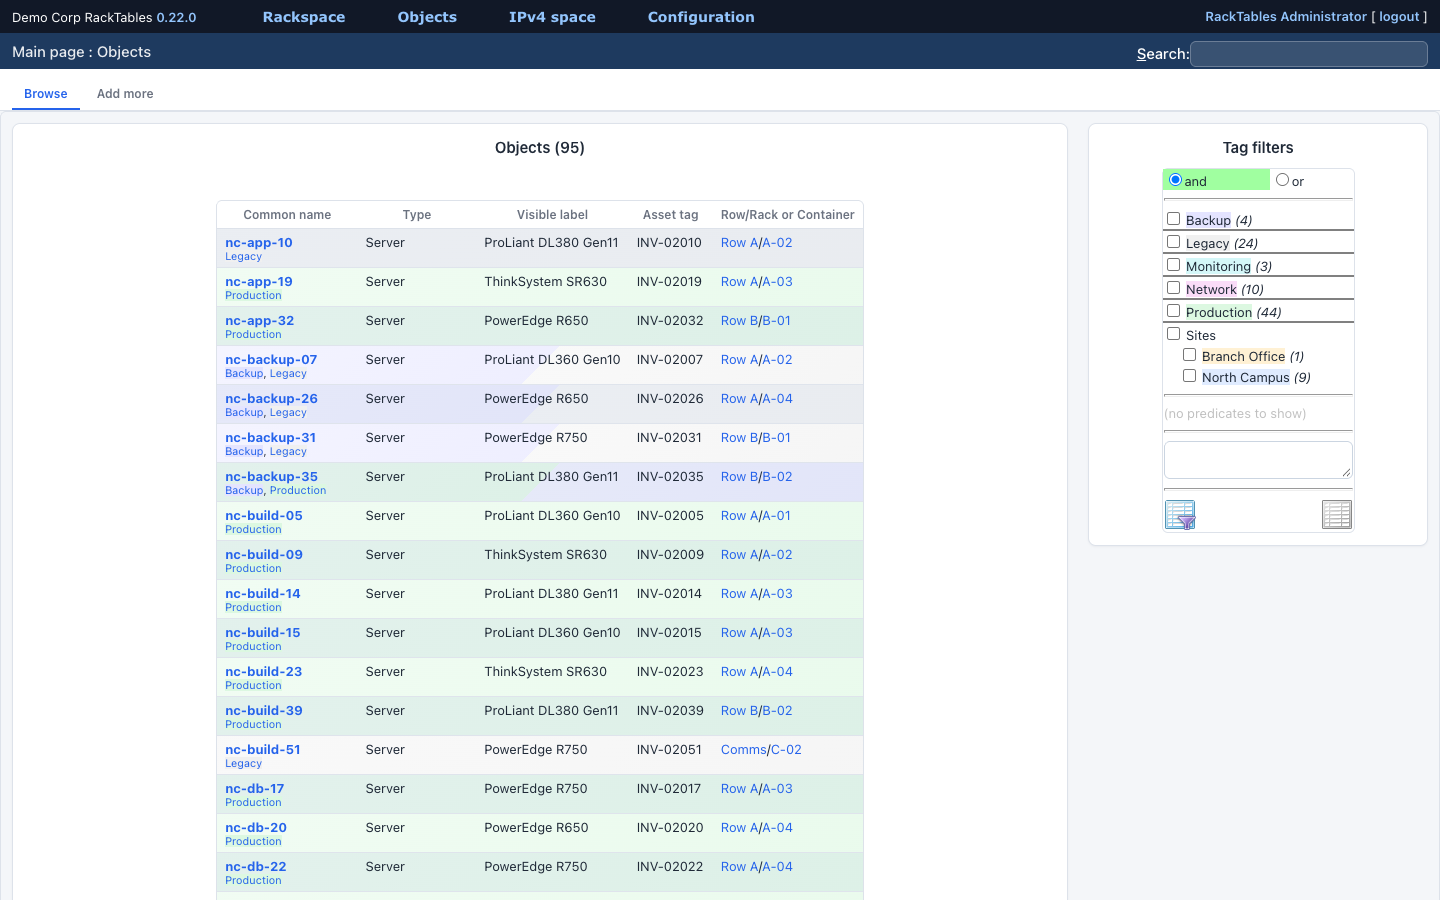 Demo Corp RackTables 0.22.0 Rackspace Objects IPv4 space Configuration RackTables Administrator [ logout ]
Main page : Objects Search:
Browse Add more
Objects (95)
Common name Type Visible label Asset tag Row/Rack or Container
nc-app-10 Server ProLiant DL380 Gen11 INV-02010 Row A/A-02
Legacy
nc-app-19 Server ThinkSystem SR630 INV-02019 Row A/A-03
Production
nc-app-32 Server PowerEdge R650 INV-02032 Row B/B-01
Production
nc-backup-07 Server ProLiant DL360 Gen10 INV-02007 Row A/A-02
Backup, Legacy
nc-backup-26 Server PowerEdge R650 INV-02026 Row A/A-04
Backup, Legacy
nc-backup-31 Server PowerEdge R750 INV-02031 Row B/B-01
Backup, Legacy
nc-backup-35 Server ProLiant DL380 Gen11 INV-02035 Row B/B-02
Backup, Production
nc-build-05 Server ProLiant DL360 Gen10 INV-02005 Row A/A-01
Production
nc-build-09 Server ThinkSystem SR630 INV-02009 Row A/A-02
Production
nc-build-14 Server ProLiant DL380 Gen11 INV-02014 Row A/A-03
Production
nc-build-15 Server ProLiant DL360 Gen10 INV-02015 Row A/A-03
Production
nc-build-23 Server ThinkSystem SR630 INV-02023 Row A/A-04
Production
nc-build-39 Server ProLiant DL380 Gen11 INV-02039 Row B/B-02
Production
nc-build-51 Server PowerEdge R750 INV-02051 Comms/C-02
Legacy
nc-db-17 Server PowerEdge R750 INV-02017 Row A/A-03
Production
nc-db-20 Server PowerEdge R650 INV-02020 Row A/A-04
Production
nc-db-22 Server PowerEdge R750 INV-02022 Row A/A-04
Production
Tag filters
and or
Backup (4)
Legacy (24)
Monitoring (3)
Network (10)
Production (44)
Sites
Branch Office (1)
North Campus (9)
(no predicates to show)